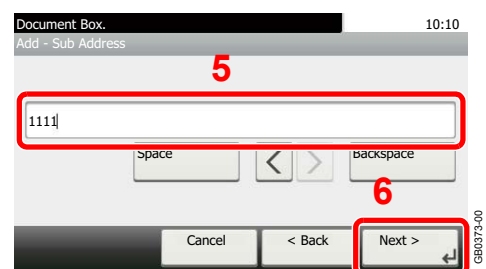 Document Box. 10:10
Add - Sub Address
5
1111
Space < > Backspace
6
Cancel < Back Next >
GB0373-00